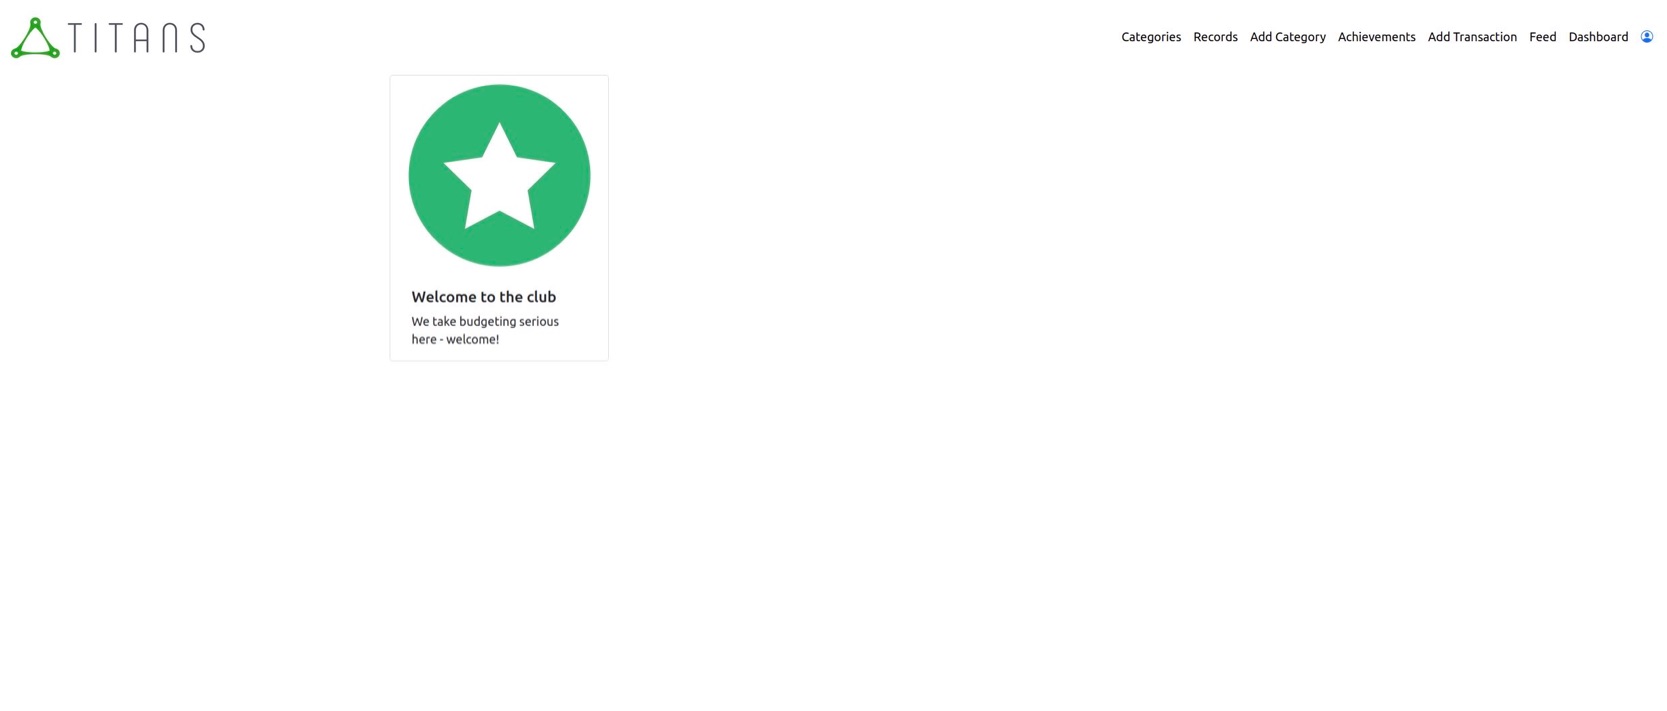 TITANS
Categories Records Add Category Achievements Add Transaction Feed Dashboard
Welcome to the club
We take budgeting serious
here - welcome!